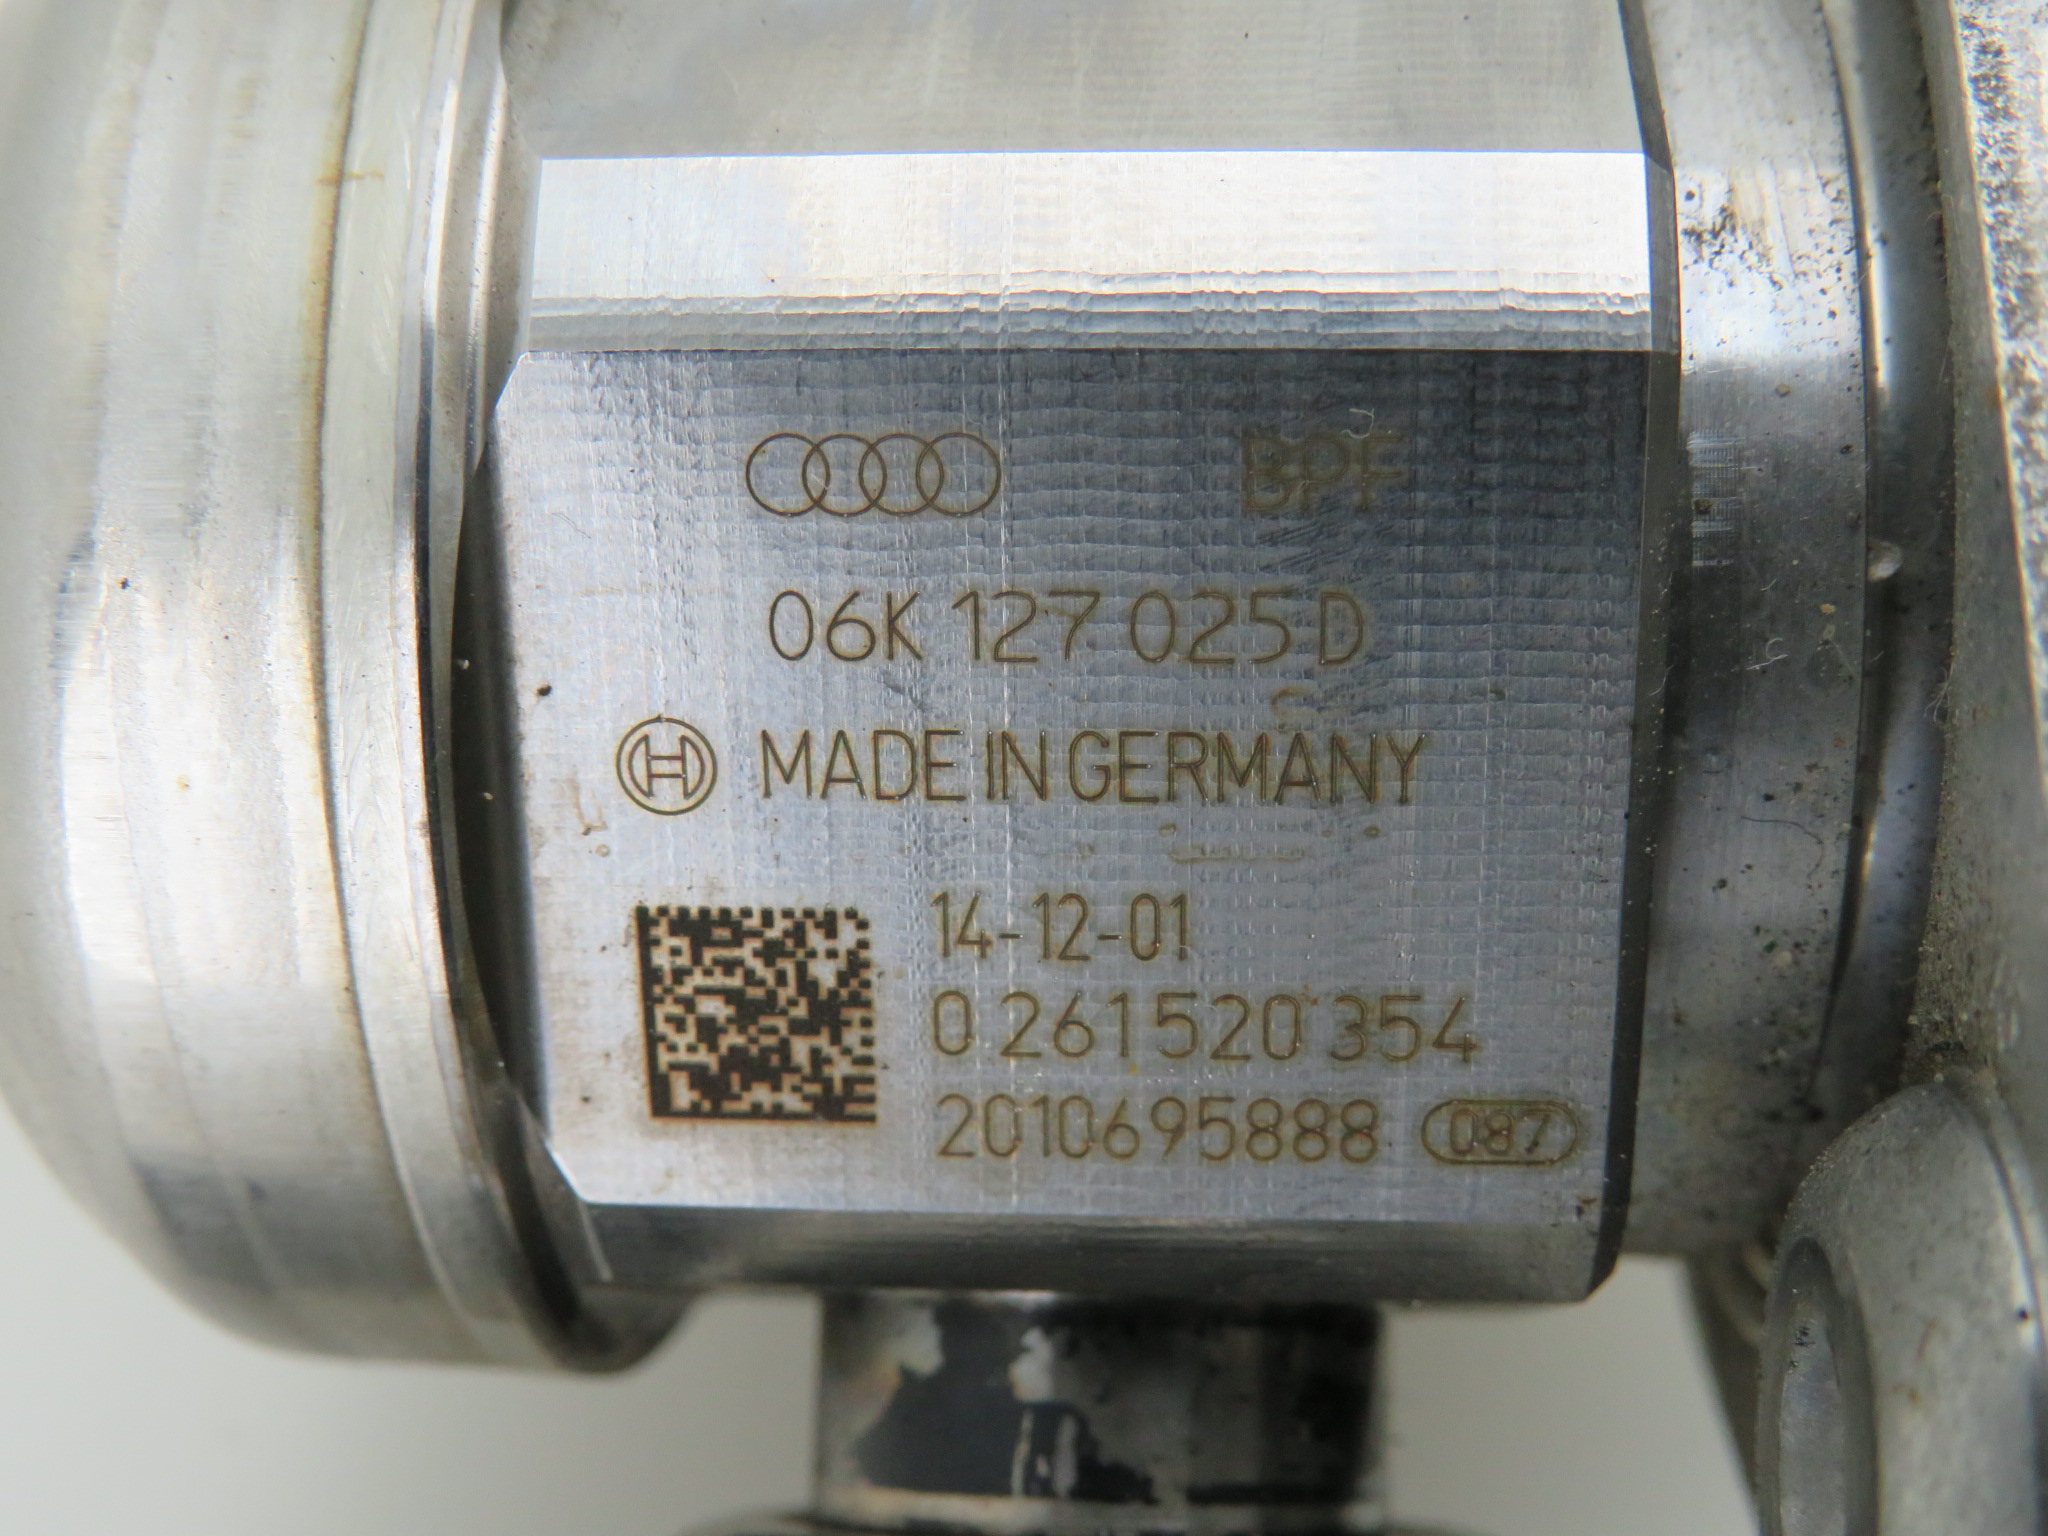 BPF
06K 127 025 D
MADE IN GERMANY
14-12-01
0 261 520 354
2010695888 087